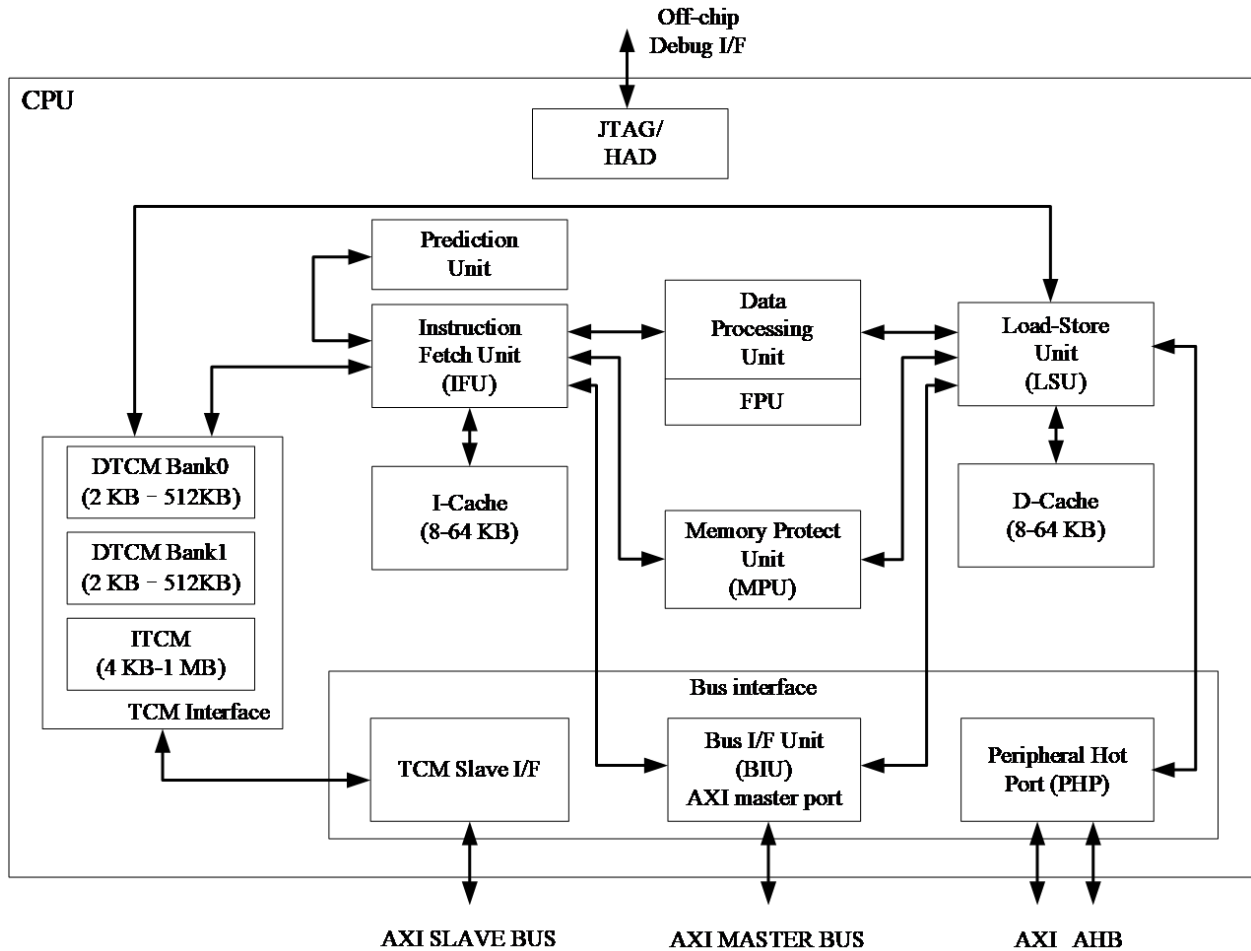 Off-chip
Debug I/F
CPU
JTAG/
HAD
Prediction
Unit
Instruction
Fetch Unit
(IFU)
Data
Processing
Unit
FPU
Load-Store
Unit
(LSU)
DTCM Bank0
(2 KB - 512KB)
DTCM Bank1
(2 KB - 512KB)
ITCM
(4 KB-1 MB)
TCM Interface
I-Cache
(8-64 KB)
Memory Protect
Unit
(MPU)
D-Cache
(8-64 KB)
Bus interface
TCM Slave I/F
Bus I/F Unit
(BIU)
AXI master port
Peripheral Hot
Port (PHP)
AXI SLAVE BUS
AXI MASTER BUS
AXI AHB